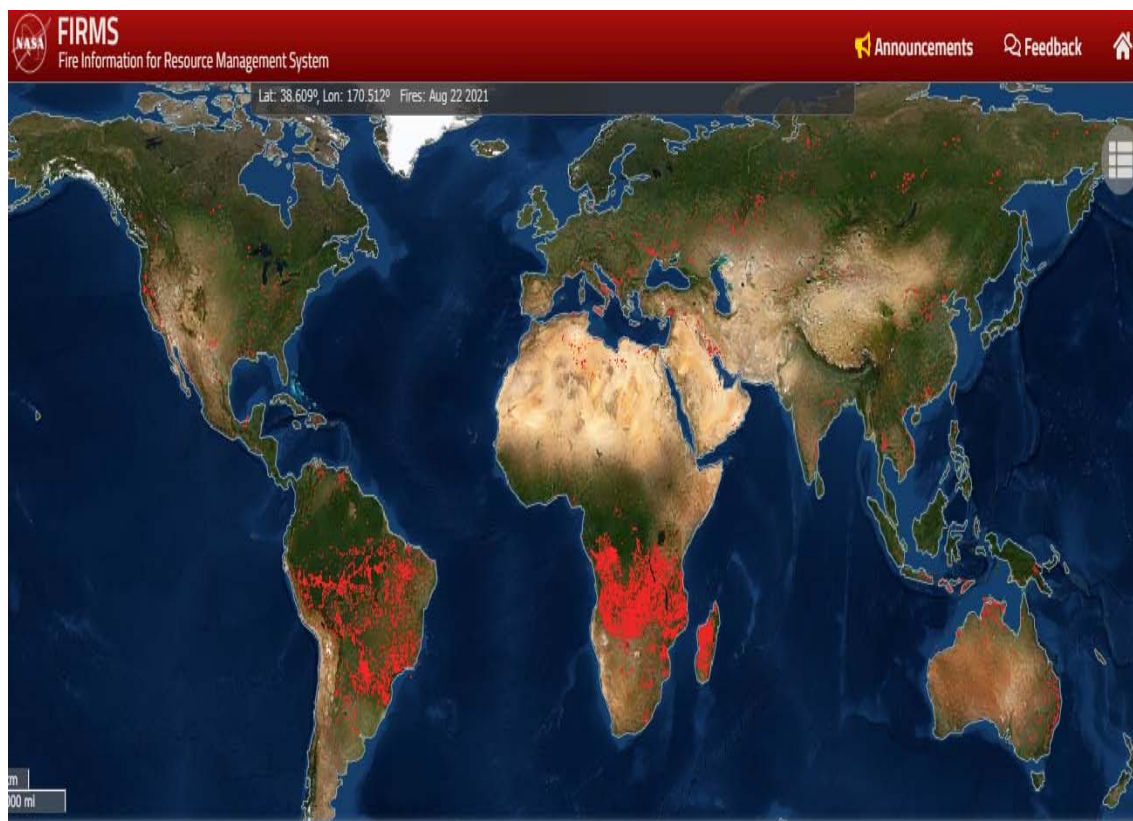 NASA
FIRMS
Fire Information for Resource Management System
Announcements
Feedback
Lat: 38.609º, Lon: 170.512º Fires: Aug 22 2021
000 mi